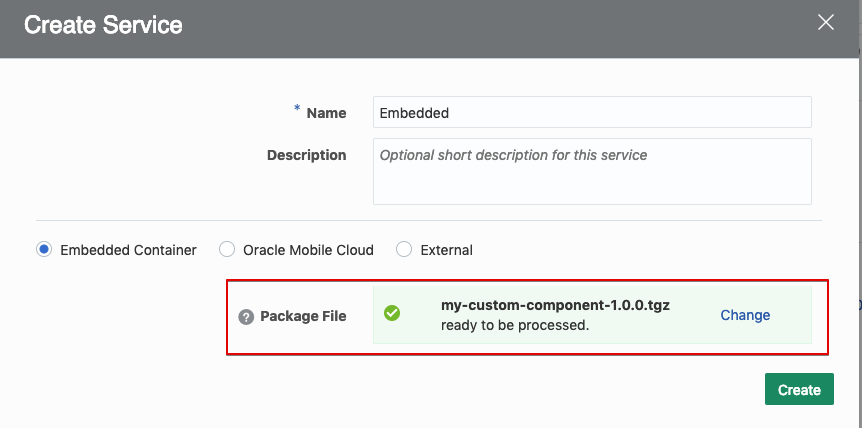 Create Service
* Name
Embedded
Description
Optional short description for this service
Embedded Container
Oracle Mobile Cloud
External
? Package File
my-custom-component-1.0.0.tgz
ready to be processed.
Change
Create